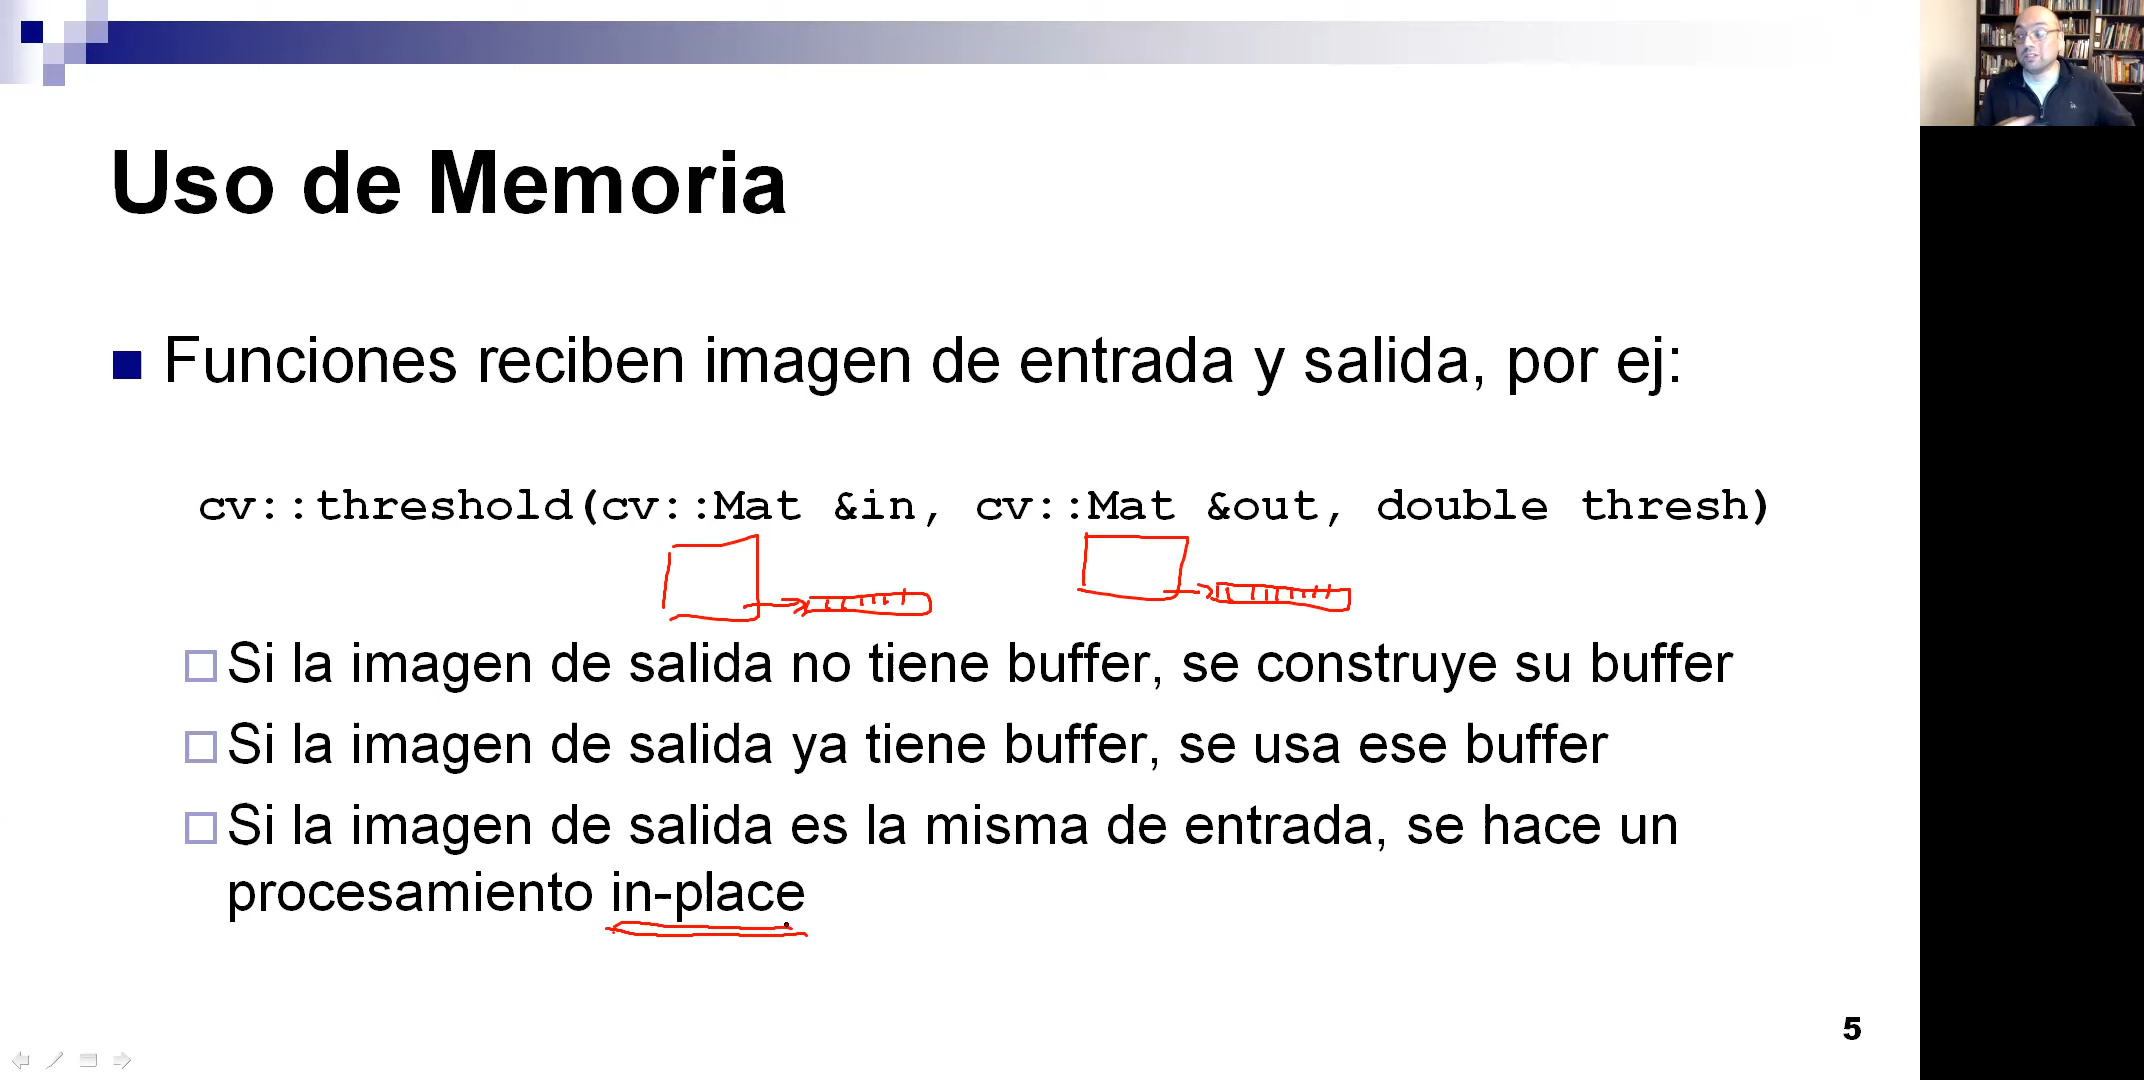 Uso de Memoria
Funciones reciben imagen de entrada y salida, por ej:
cv::threshold(cv::Mat &in, cv::Mat &out, double thresh)
Si la imagen de salida no tiene buffer, se construye su buffer
Si la imagen de salida ya tiene buffer, se usa ese buffer
Si la imagen de salida es la misma de entrada, se hace un
procesamiento in-place
5